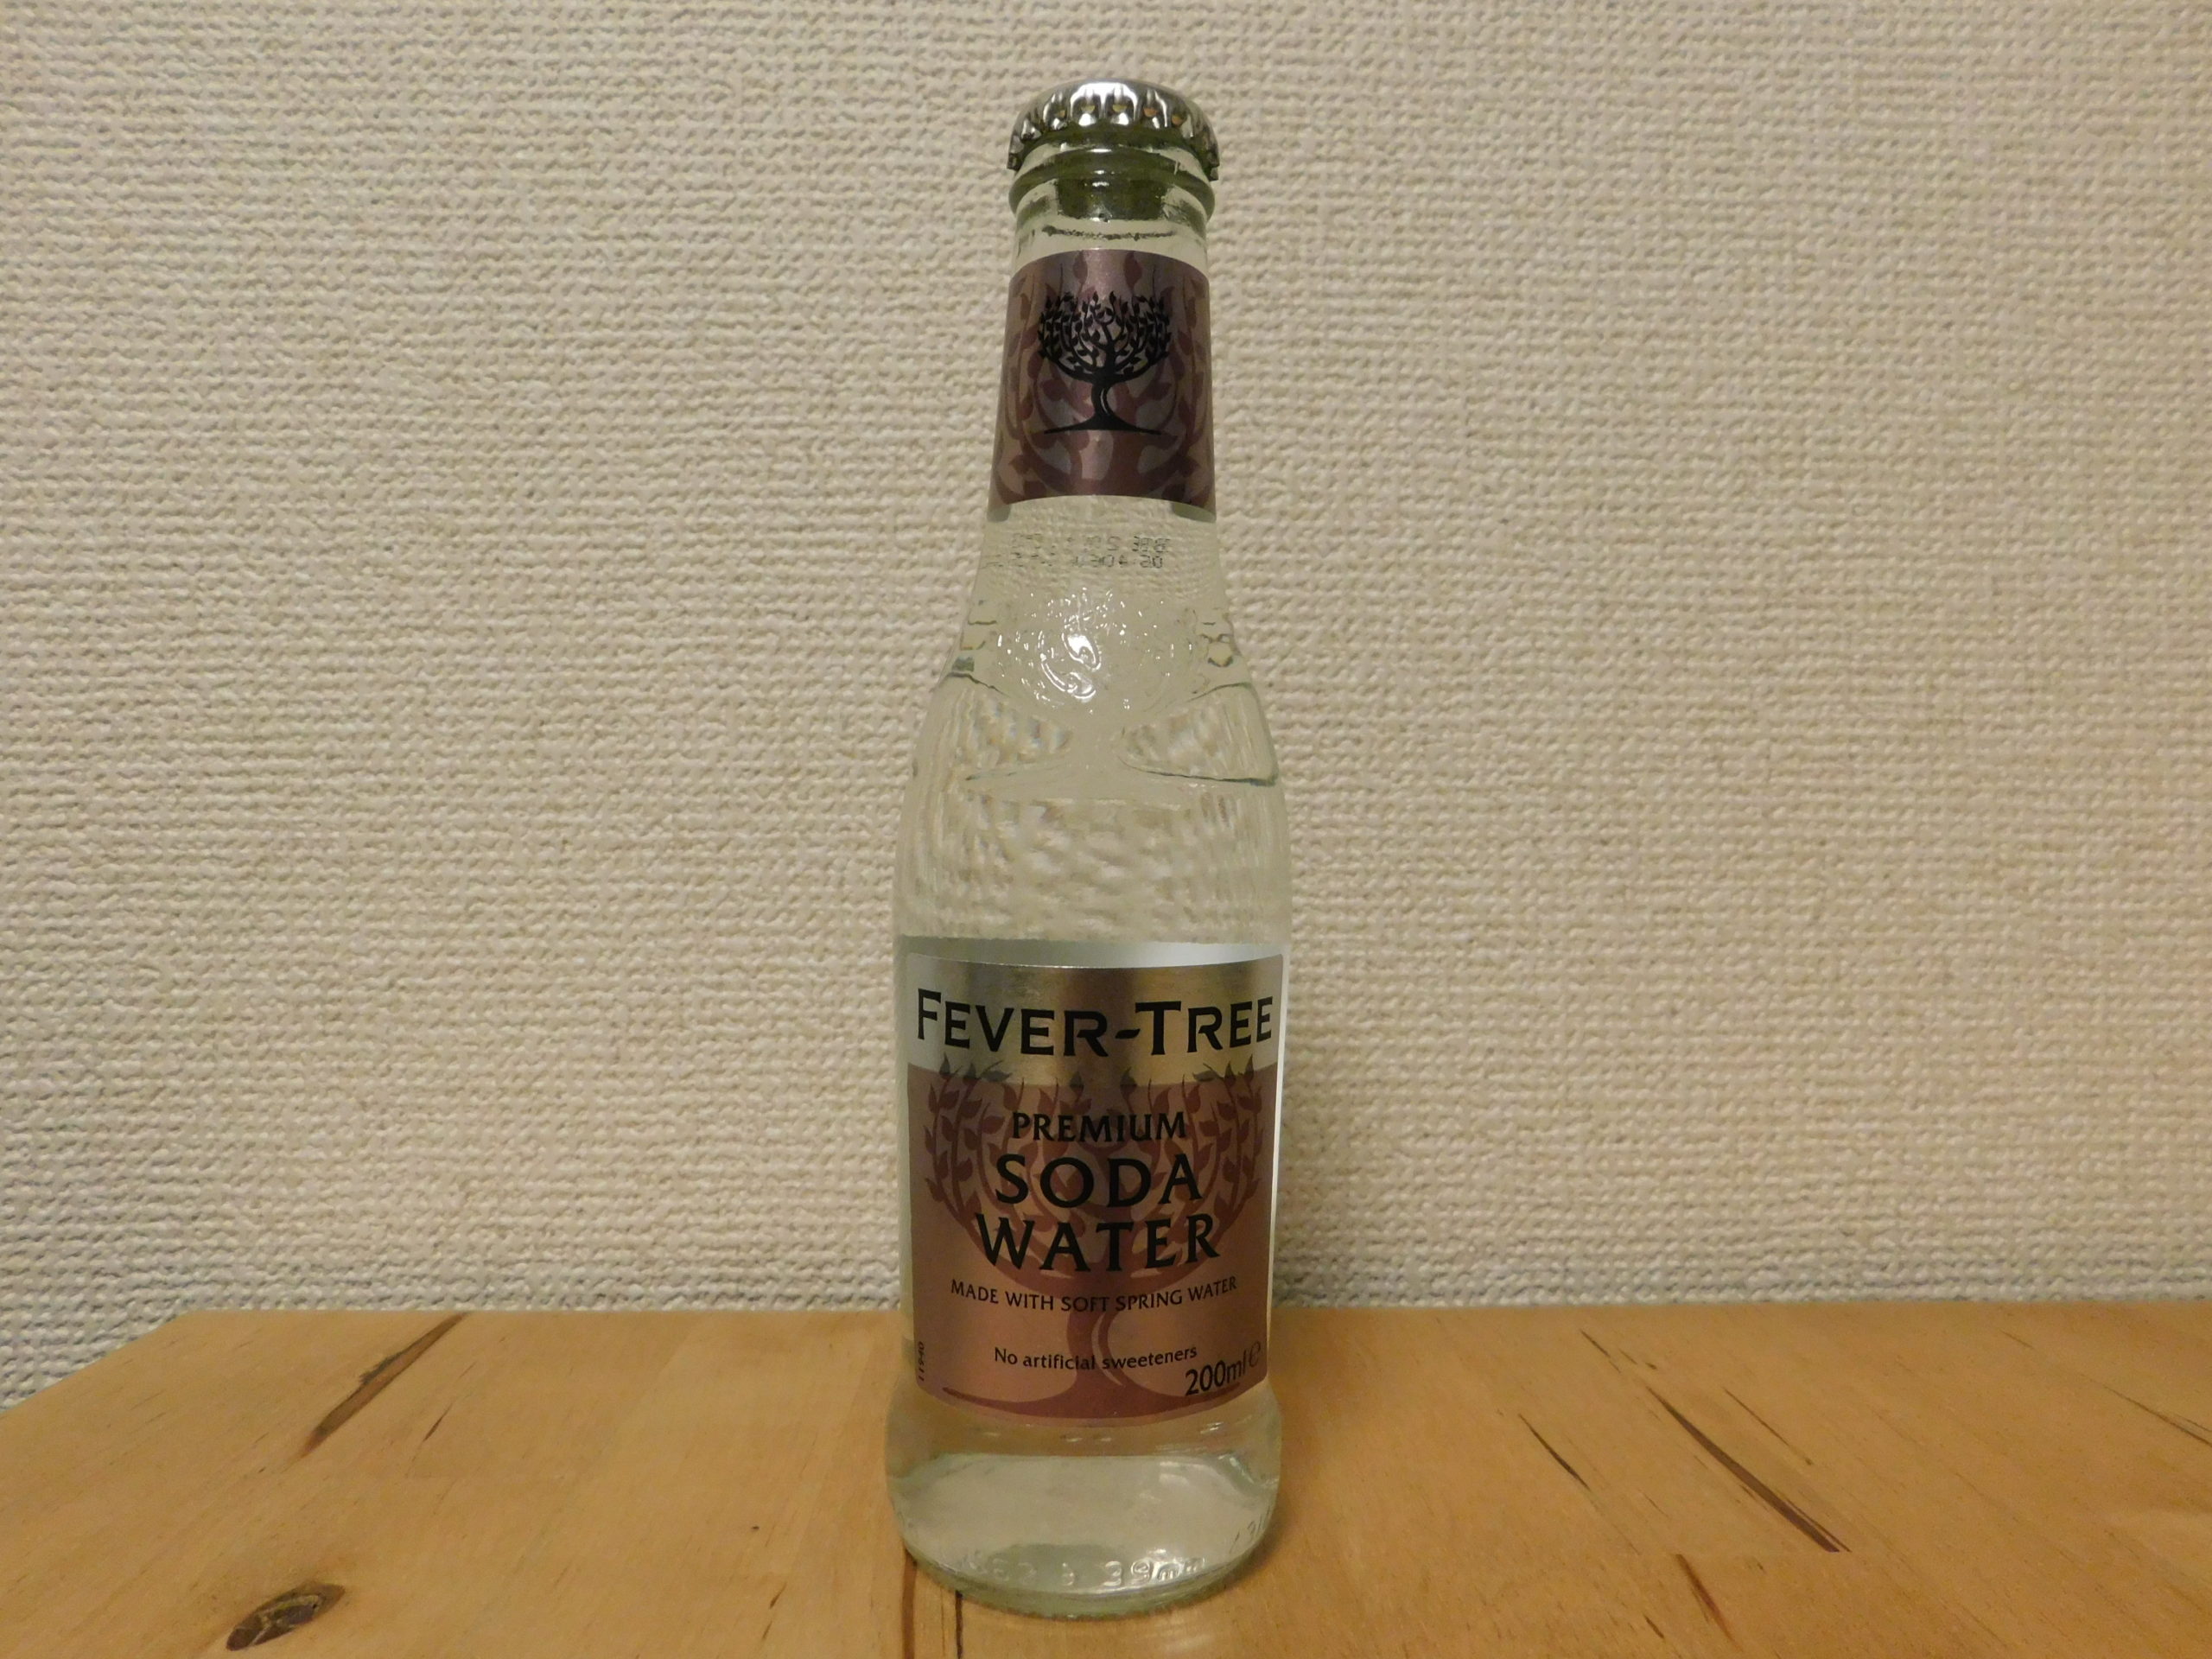 FEVER-TREE
PREMIUM
SODA
WATER
MADE WITH SOFT SPRING WATER
No artificial sweeteners
200ml e